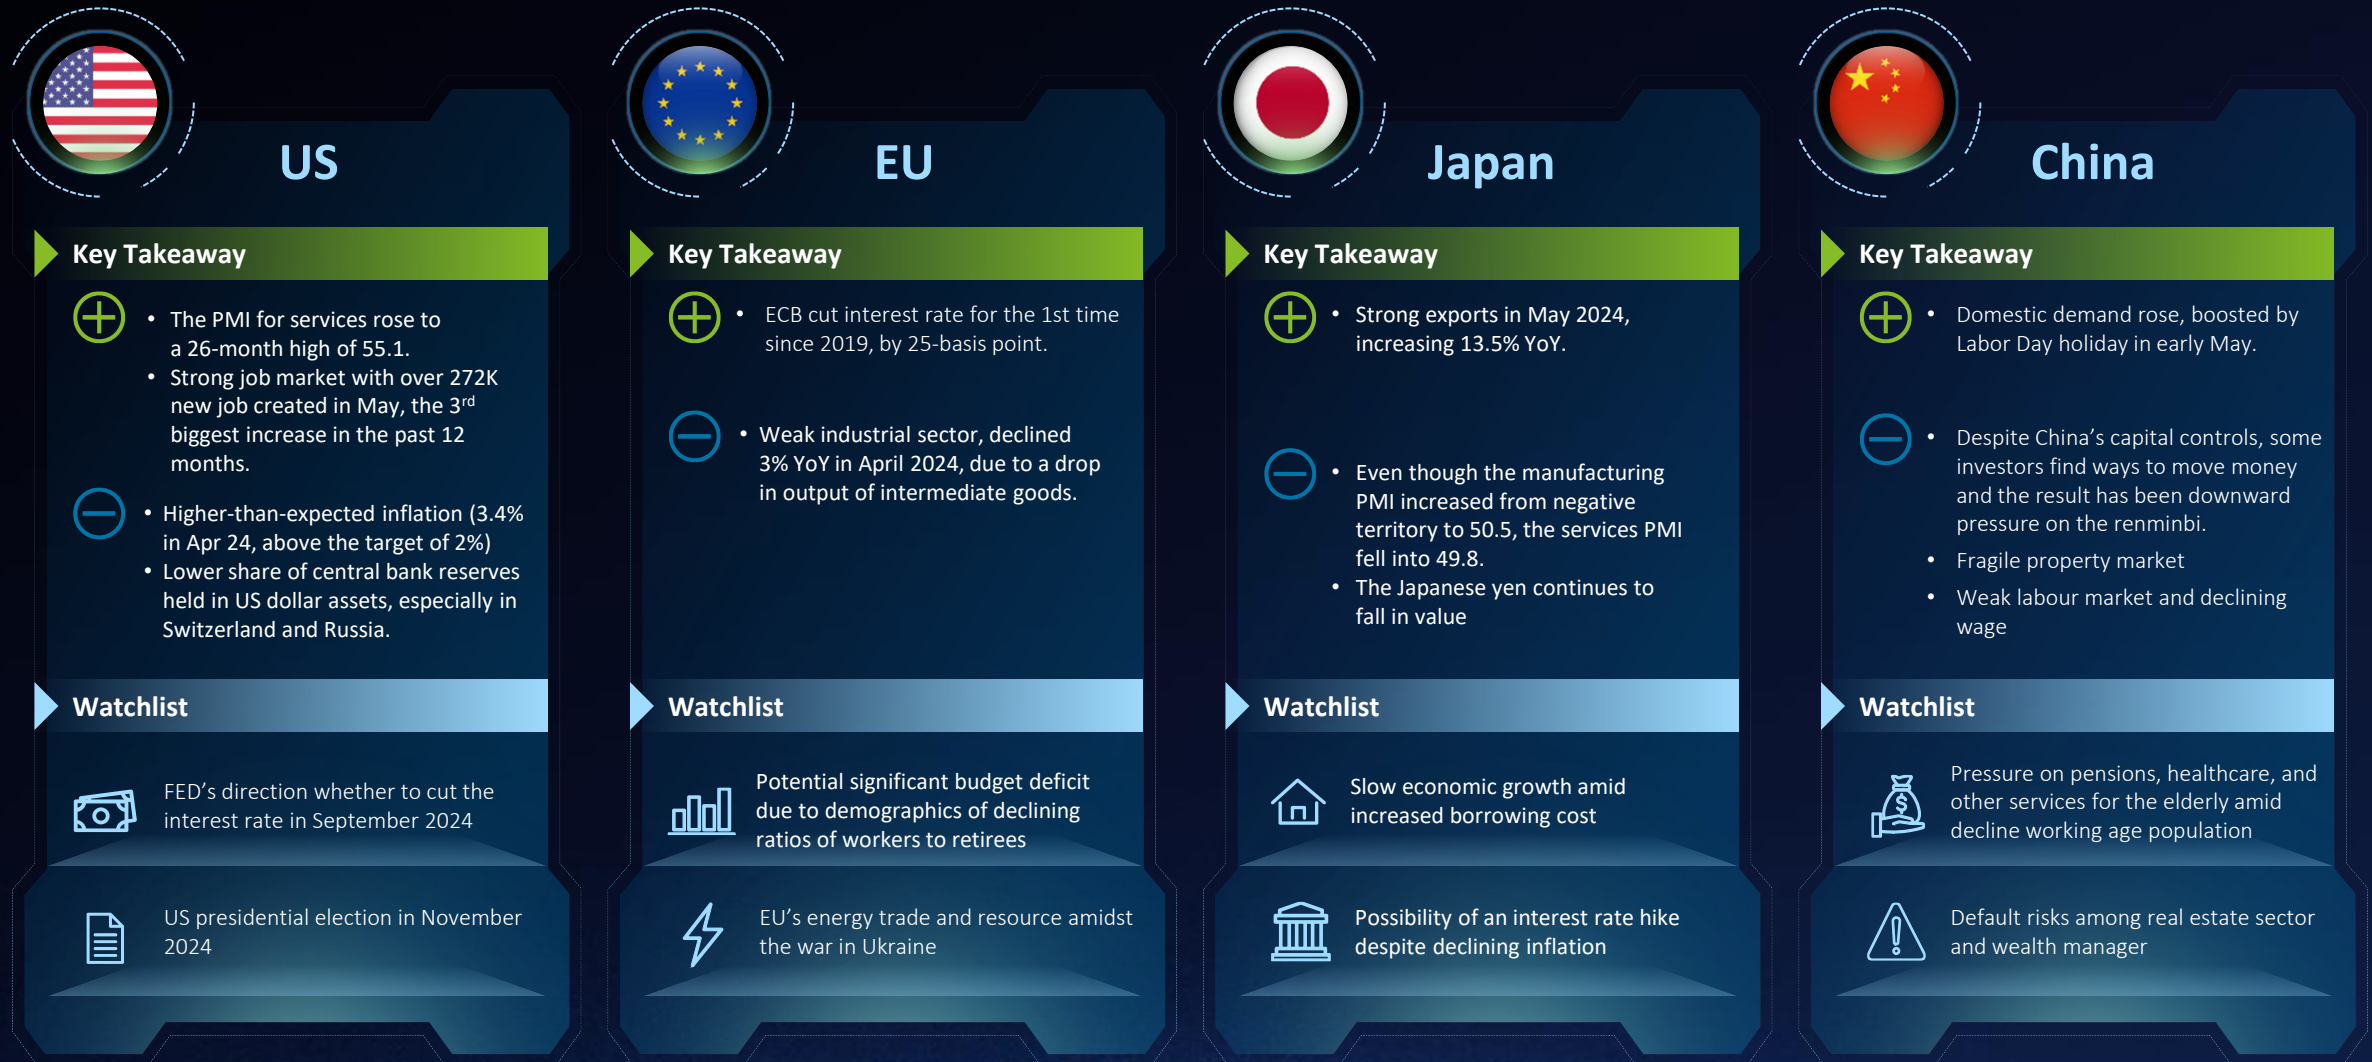 US
Key Takeaway
• The PMI for services rose to
a 26-month high of 55.1.
• Strong job market with over 272K
new job created in May, the 3rd
biggest increase in the past 12
months.
• Higher-than-expected inflation (3.4%
in Apr 24, above the target of 2%)
• Lower share of central bank reserves
held in US dollar assets, especially in
Switzerland and Russia.
Watchlist
FED’s direction whether to cut the
interest rate in September 2024
US presidential election in November
2024
EU
Key Takeaway
• ECB cut interest rate for the 1st time
since 2019, by 25-basis point.
• Weak industrial sector, declined
3% YoY in April 2024, due to a drop
in output of intermediate goods.
Watchlist
Potential significant budget deficit
due to demographics of declining
ratios of workers to retirees
EU’s energy trade and resource amidst
the war in Ukraine
Japan
Key Takeaway
• Strong exports in May 2024,
increasing 13.5% YoY.
• Even though the manufacturing
PMI increased from negative
territory to 50.5, the services PMI
fell into 49.8.
• The Japanese yen continues to
fall in value
Watchlist
Slow economic growth amid
increased borrowing cost
Possibility of an interest rate hike
despite declining inflation
China
Key Takeaway
• Domestic demand rose, boosted by
Labor Day holiday in early May.
• Despite China’s capital controls, some
investors find ways to move money
and the result has been downward
pressure on the renminbi.
• Fragile property market
• Weak labour market and declining
wage
Watchlist
Pressure on pensions, healthcare, and
other services for the elderly amid
decline working age population
Default risks among real estate sector
and wealth manager